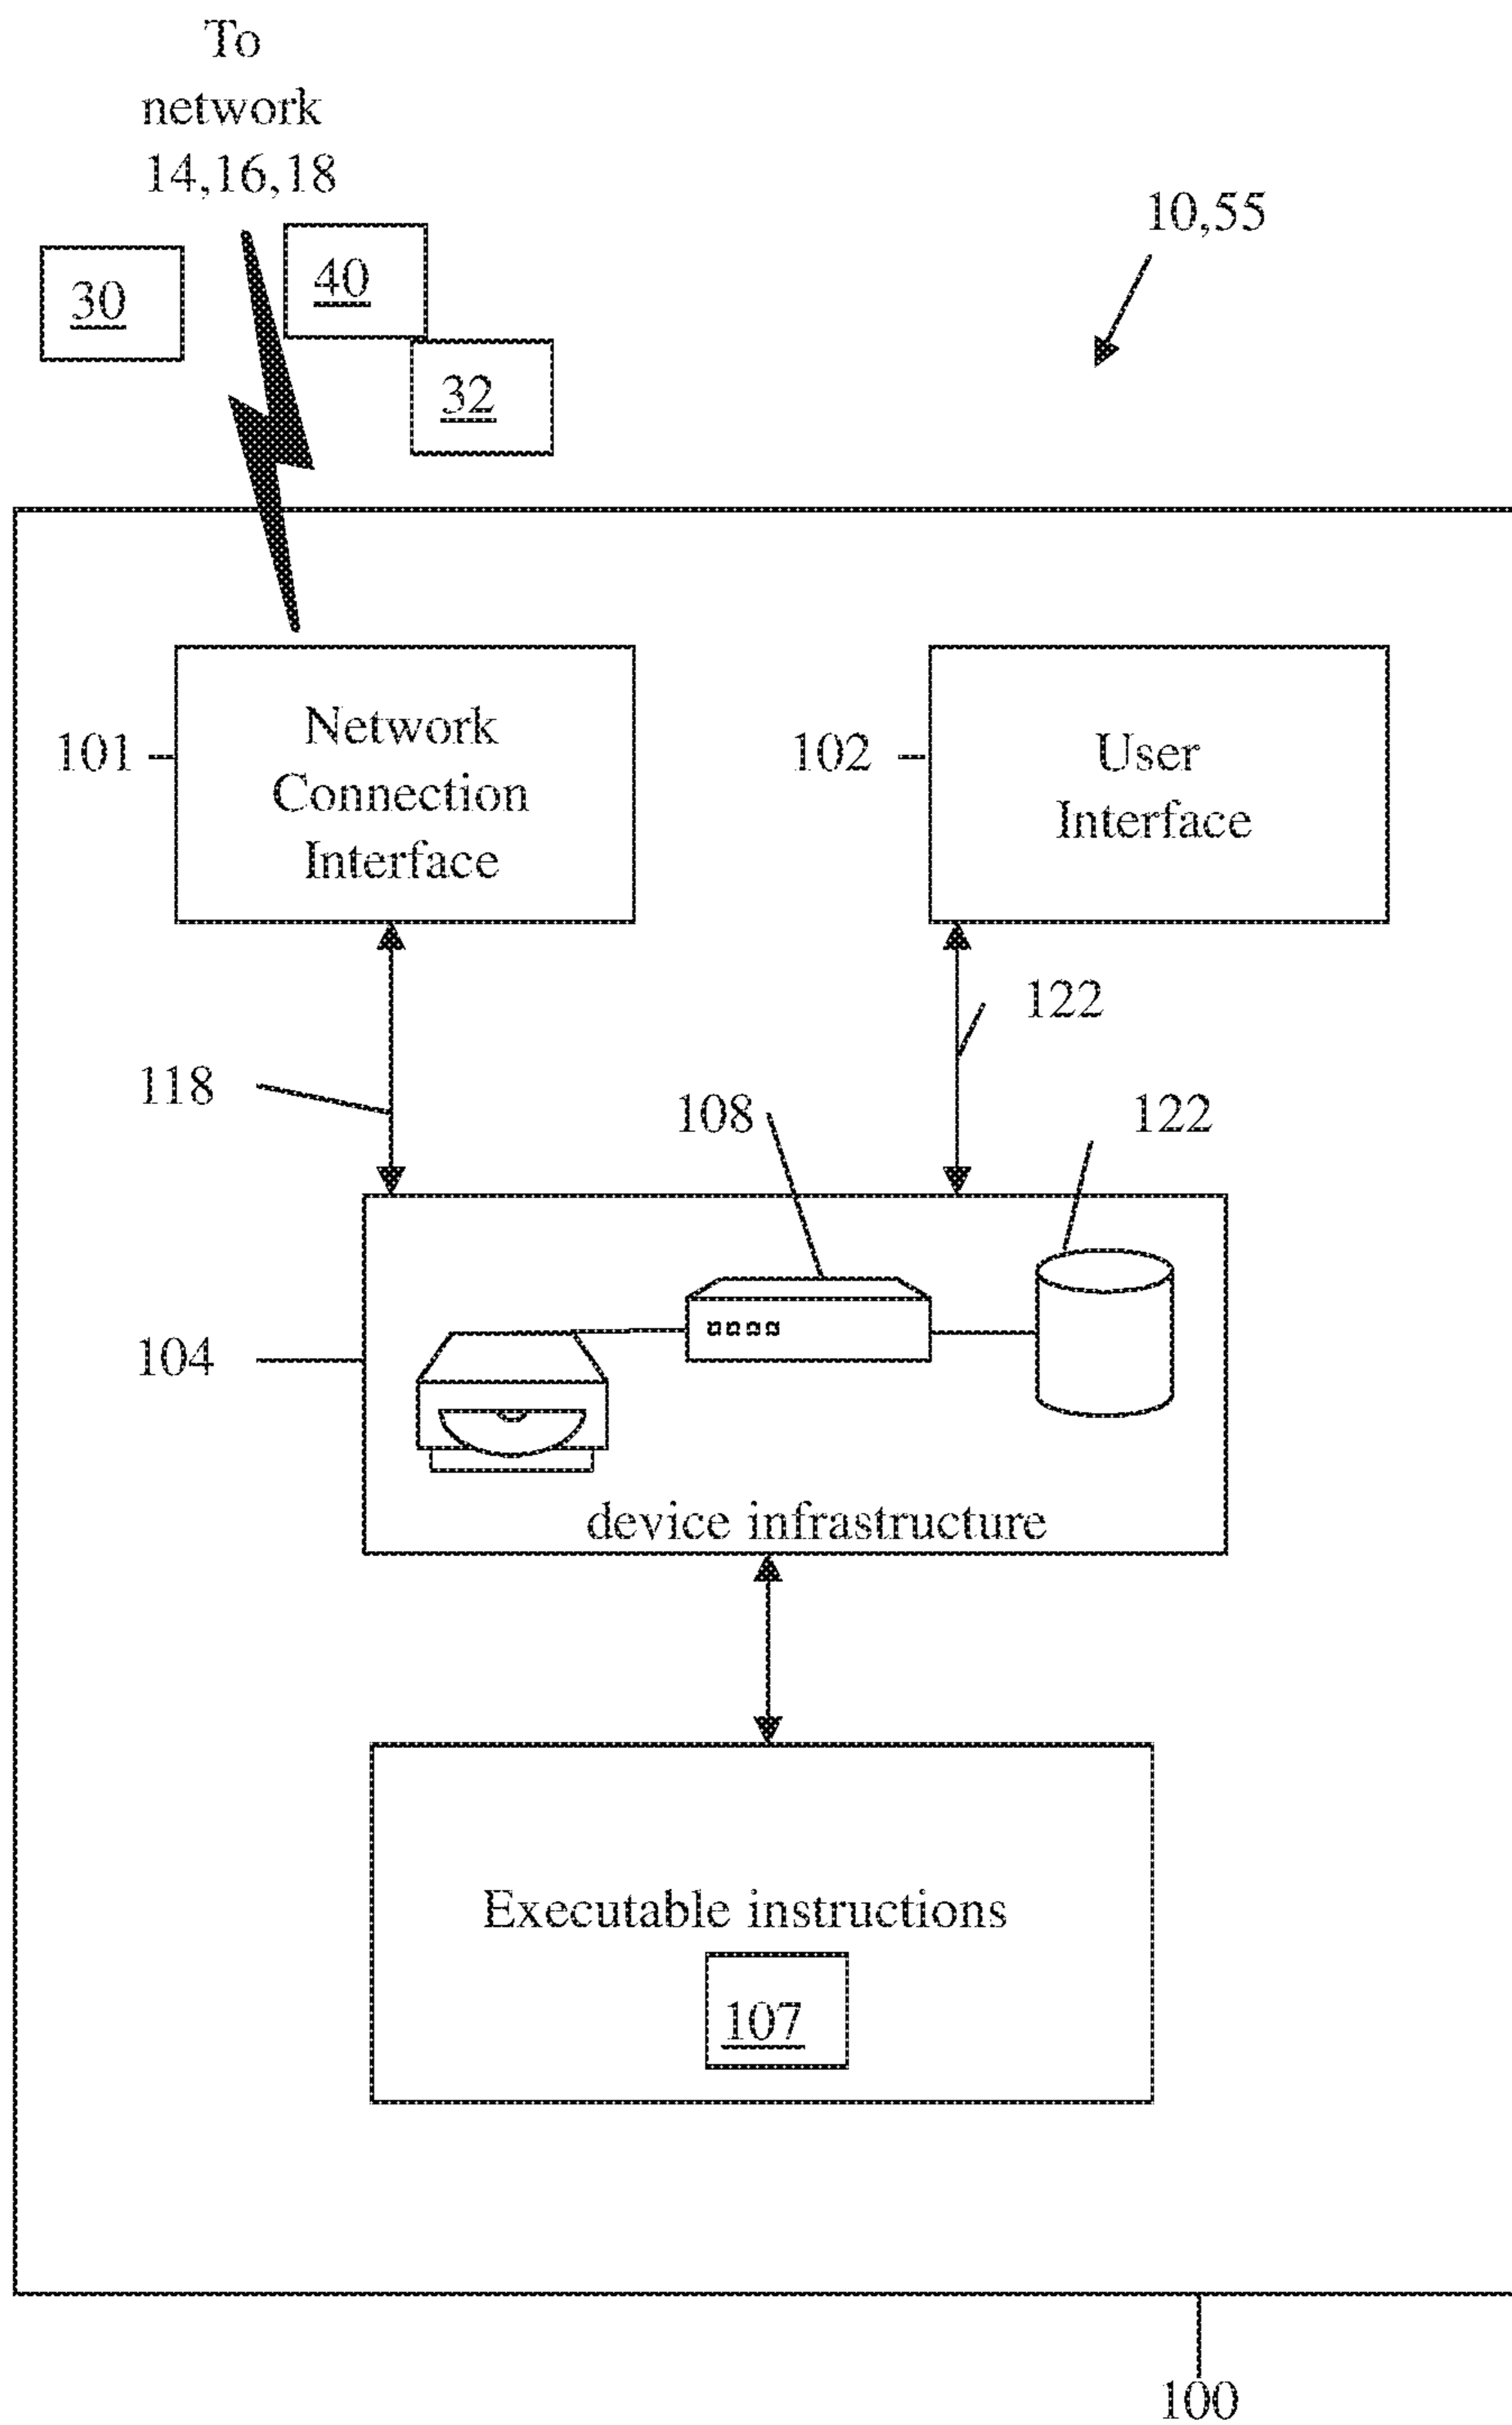 To
network
14,16,18
10,55
30
40
32
Network
Connection
Interface
101
User
Interface
102
122
118
108
122
104
device infrastructure
Executable instructions
107
100